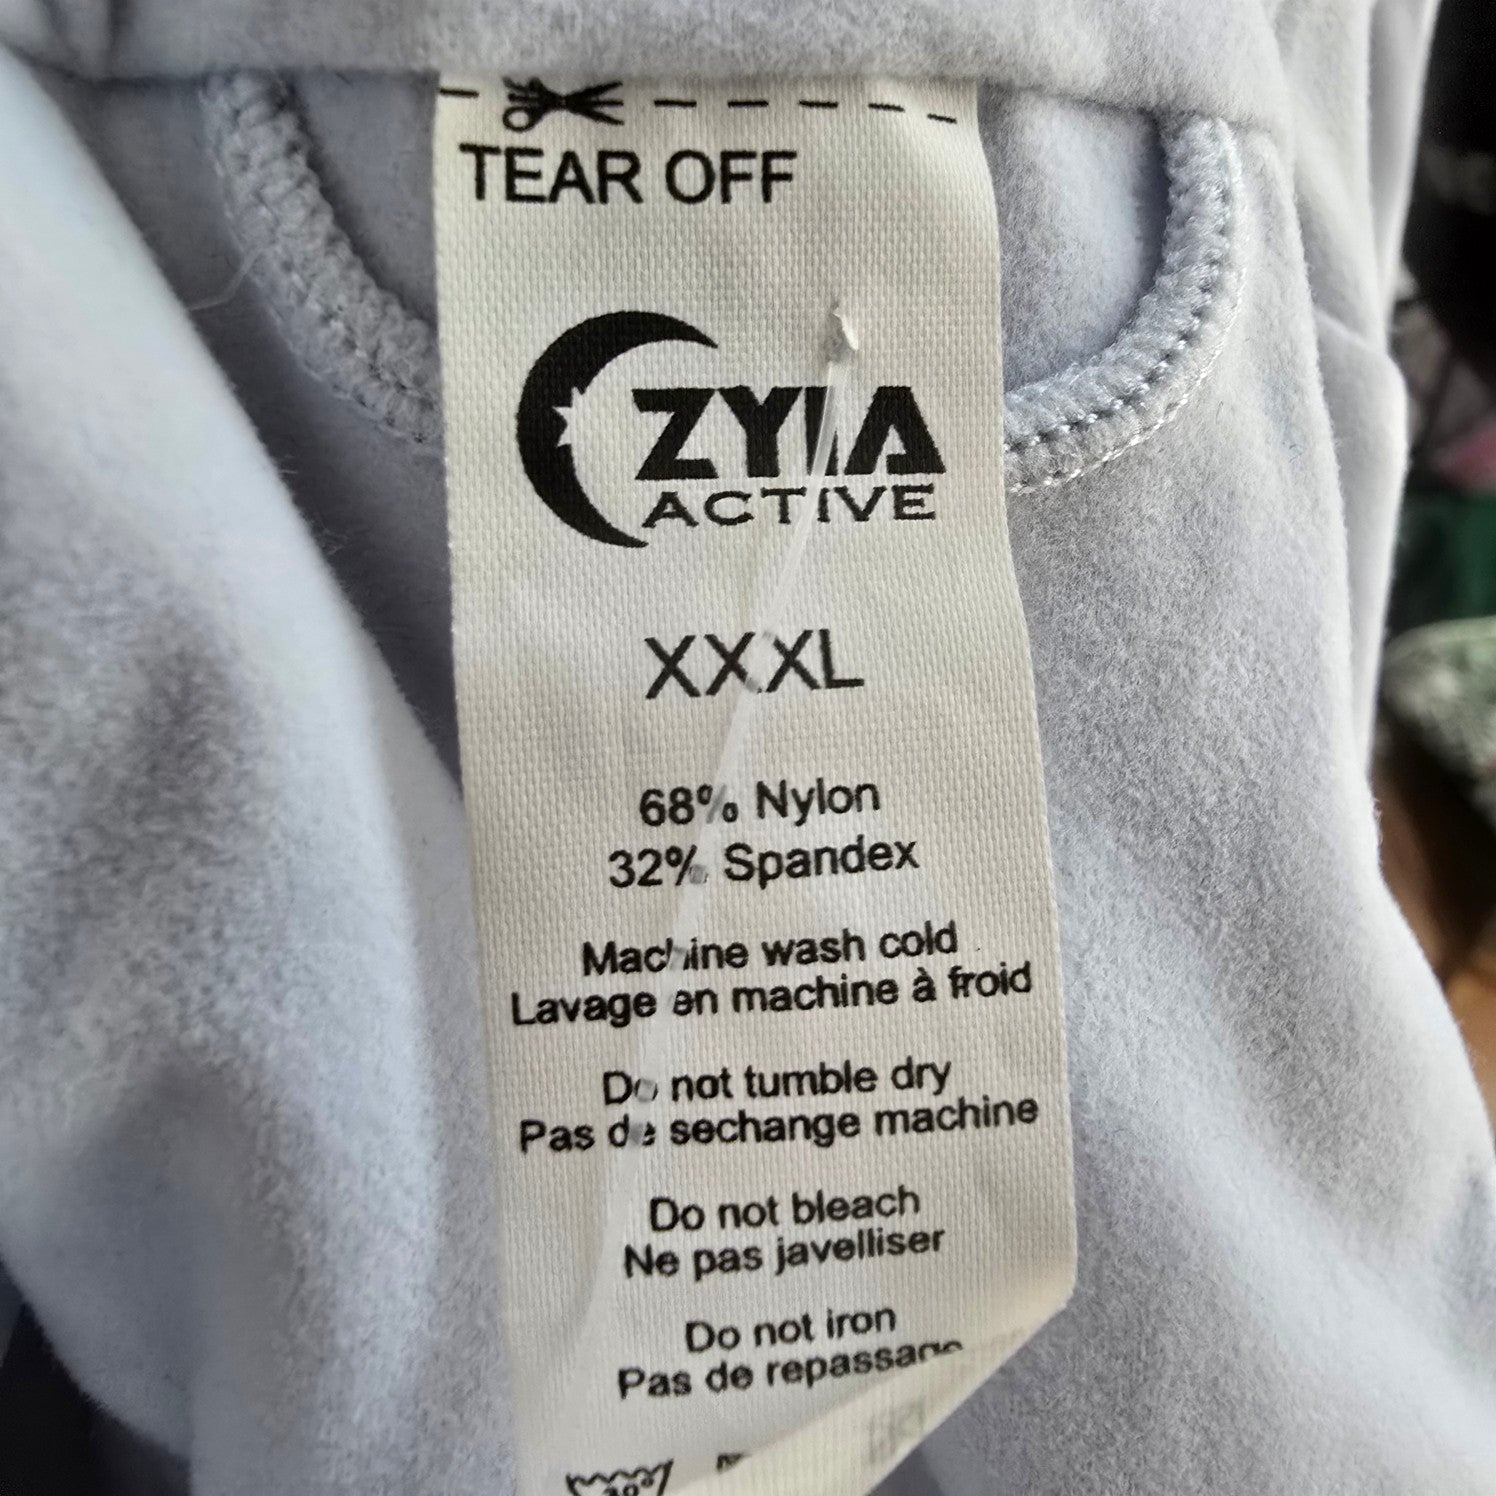 TEAR OFF
ZYIA
ACTIVE
XXXL
68% Nylon
32% Spandex
Machine wash cold
Lavage en machine à froid
Do not tumble dry
Pas de sechange machine
Do not bleach
Ne pas javelliser
Do not iron
Pas de repassage